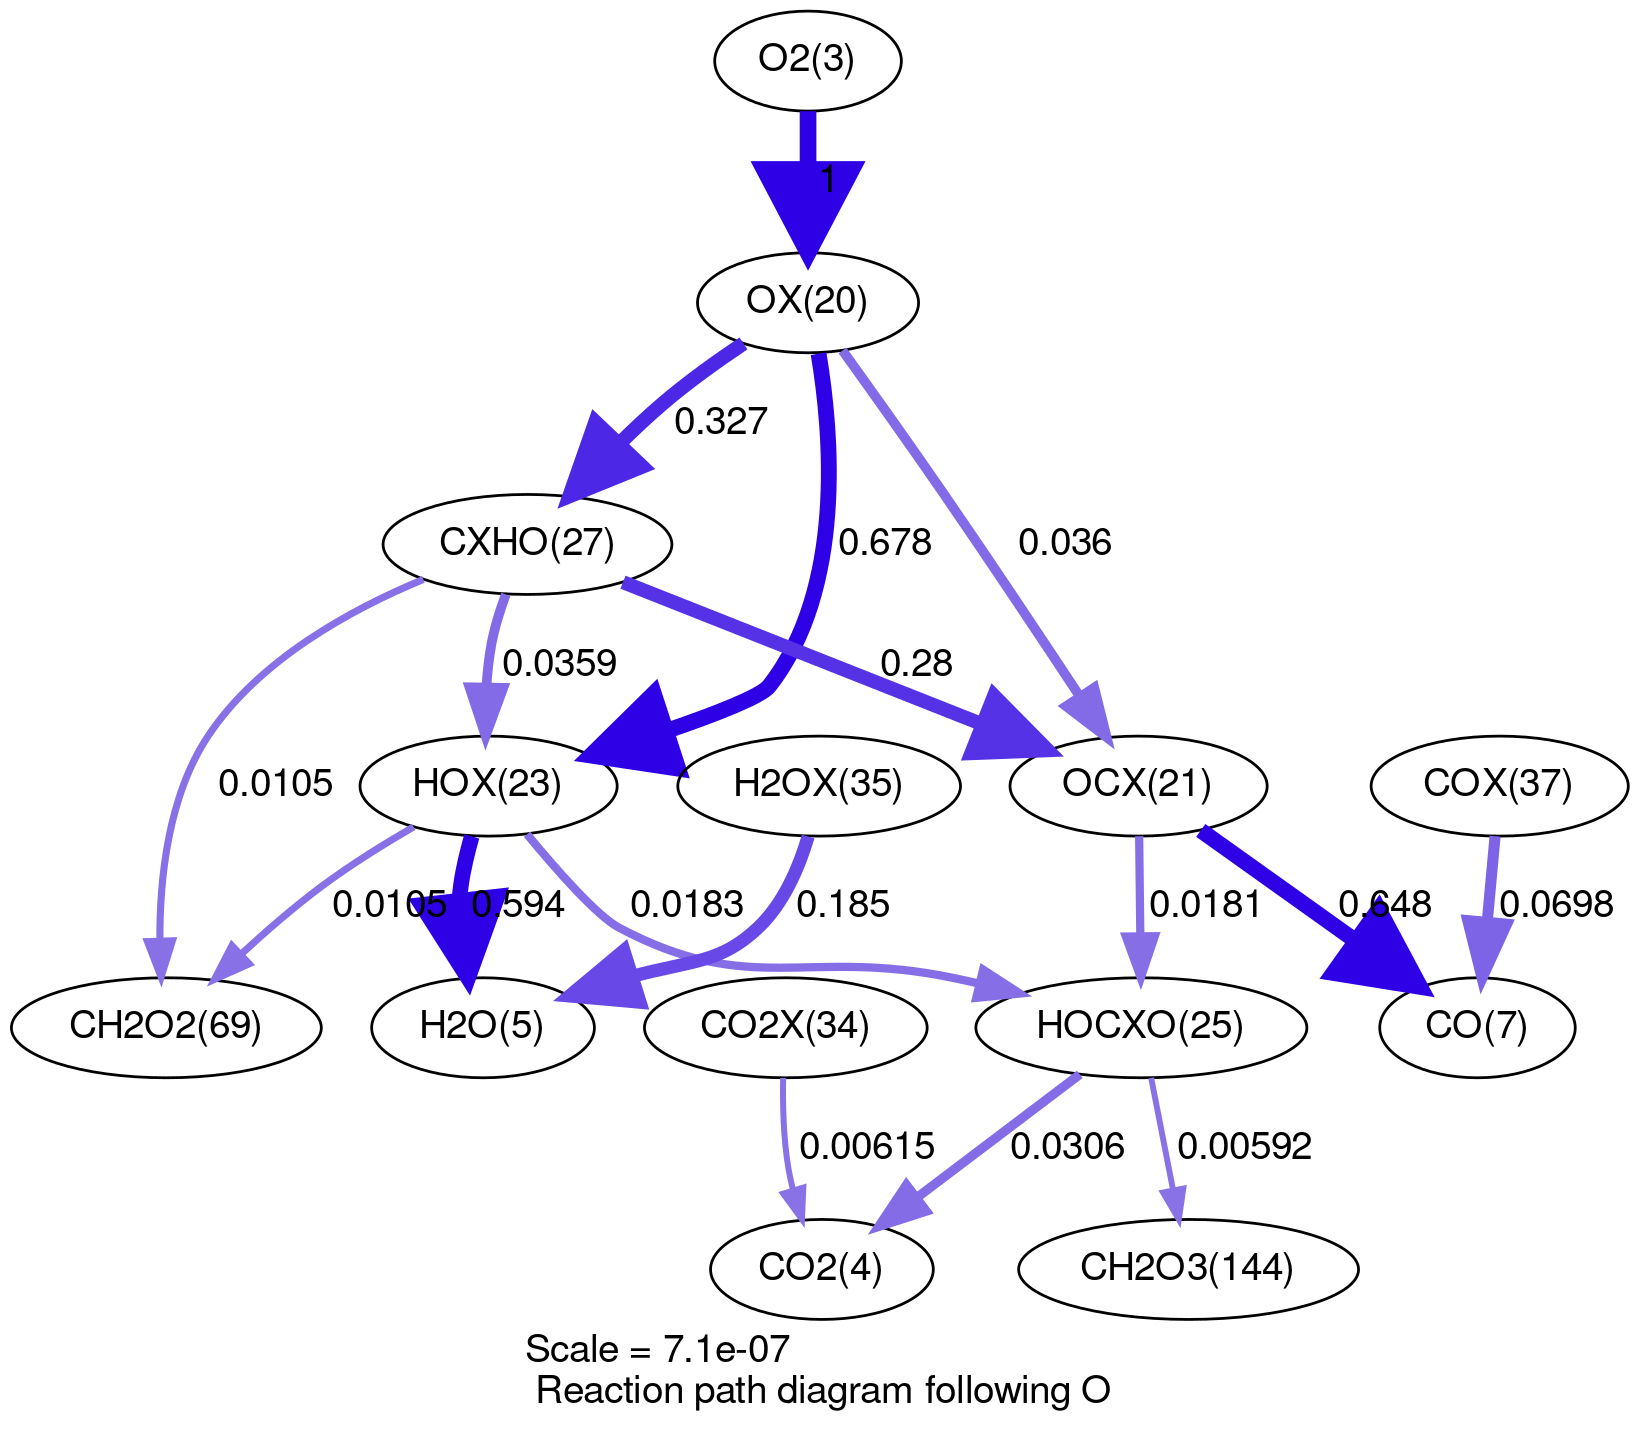 O2(3)
1
OX(20)
0.327
CXHO(27)
0.678
0.036
0.0359
0.28
0.0105
HOX(23)
H2OX(35)
OCX(21)
COX(37)
0.0105
0.594
0.0183
0.185
0.0181
0.648
0.0698
CH2O2(69)
H2O(5)
CO2X(34)
HOCXO(25)
CO(7)
0.00615
0.0306
0.00592
CO2(4)
CH2O3(144)
Scale = 7.1e-07
Reaction path diagram following O